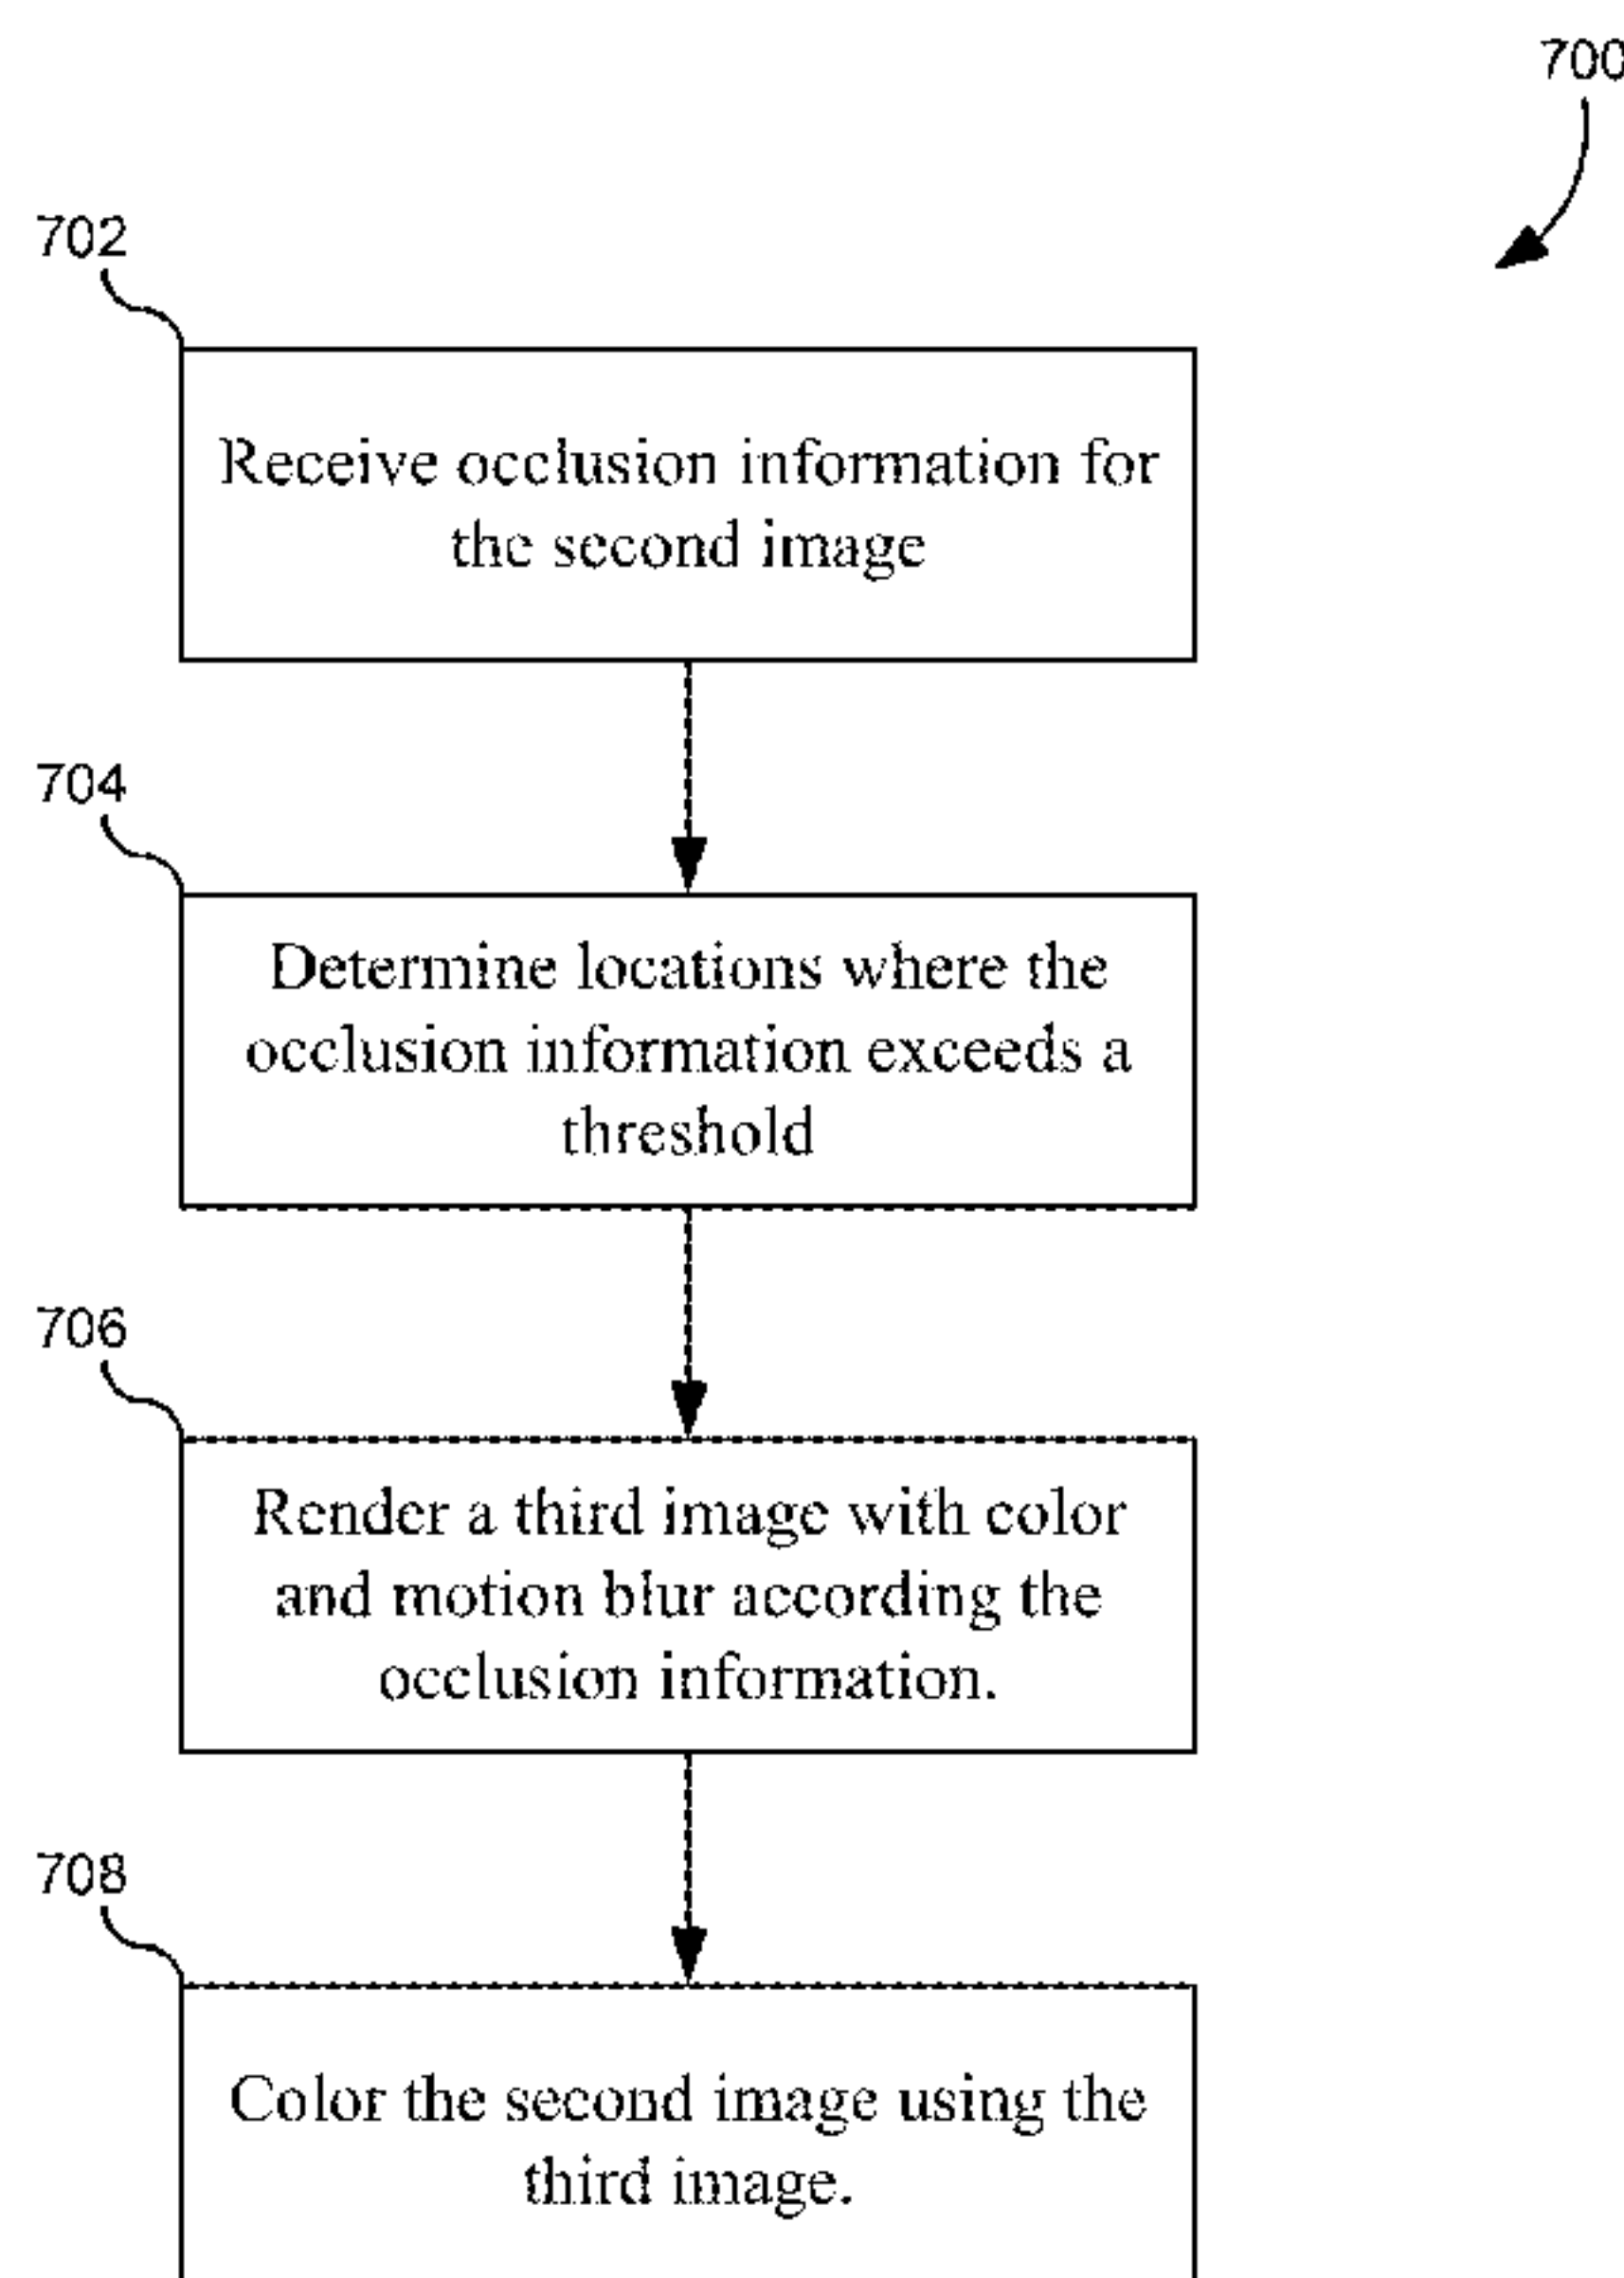 700
702
Receive occlusion information for
the second image
704
Determine locations where the
occlusion information exceeds a
threshold
706
Render a third image with color
and motion blur according the
occlusion information.
708
Color the second image using the
third image.